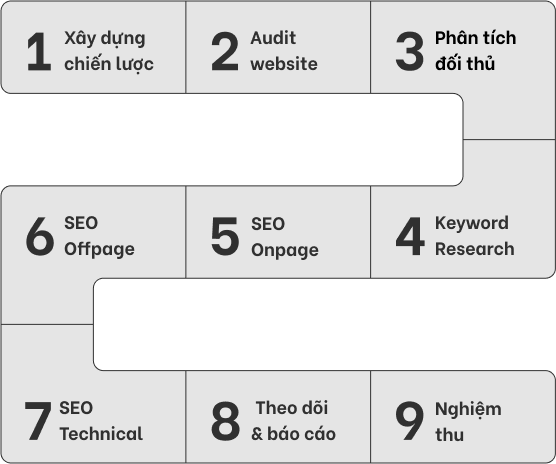 1
Xây dựng
chiến lược
2
Audit
website
3
Phân tích
đối thủ
4
Keyword
Research
5
SEO
Onpage
6
SEO
Offpage
7
SEO
Technical
8
Theo dõi
& báo cáo
9
Nghiệm
thu